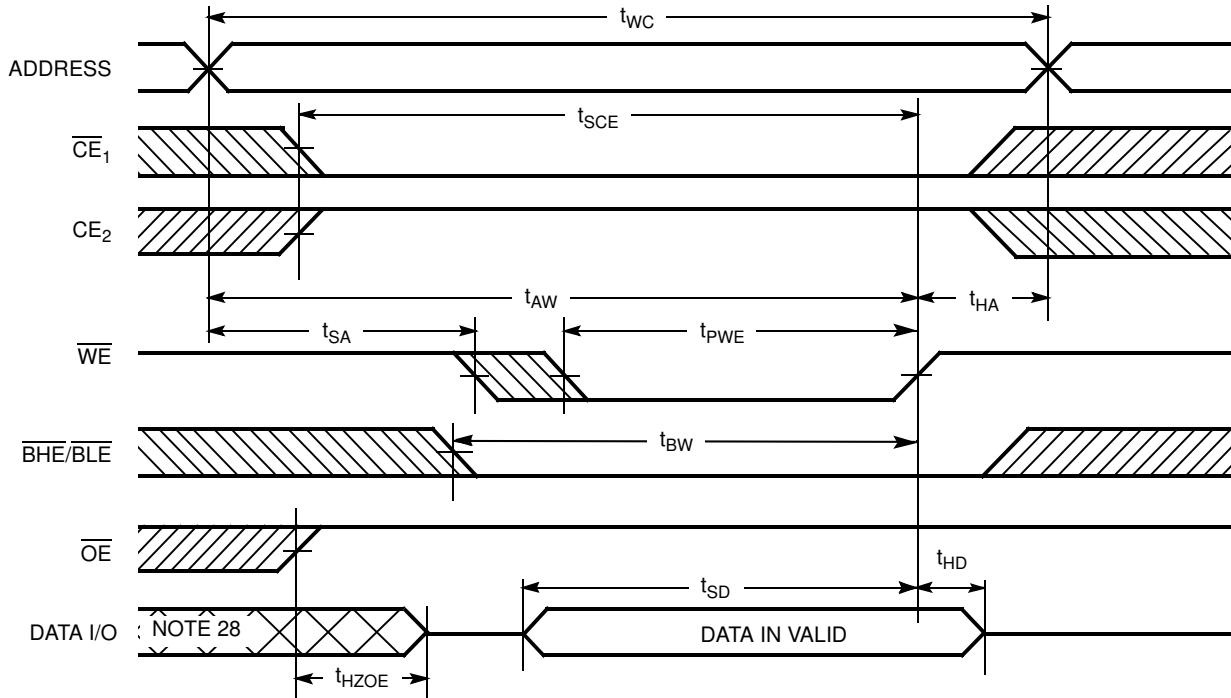 tWC
ADDRESS
tSCE
CE1
CE2
tAW
tHA
tSA
tPWE
WE
tBW
BHE/BLE
OE
tHD
tSD
DATA I/O
NOTE 28
DATA IN VALID
tHZOE